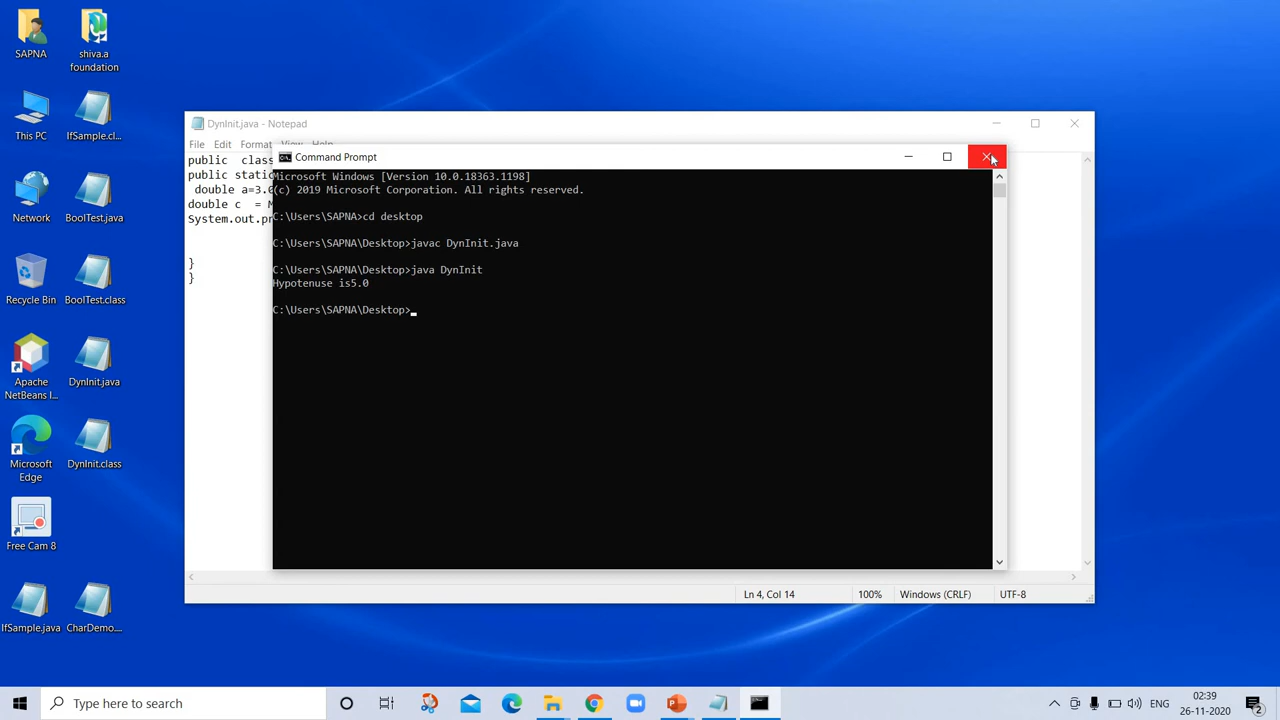 SAPNA
shiva.a
foundation
This PC
IfSample.cl...
Network
BoolTest.java
Recycle Bin
BoolTest.class
Apache
NetBeans I...
DynInit.java
Microsoft
Edge
DynInit.class
Free Cam 8
IfSample.java
CharDemo....
DynInit.java - Notepad
File Edit Format View Help
public clas
public stati
double a=3.0
double c = M
System.out.pr
}
}
Command Prompt
Microsoft Windows [Version 10.0.18363.1198]
(c) 2019 Microsoft Corporation. All rights reserved.
C:\Users\SAPNA>cd desktop
C:\Users\SAPNA\Desktop>javac DynInit.java
C:\Users\SAPNA\Desktop>java DynInit
Hypotenuse is5.0
C:\Users\SAPNA\Desktop>
Ln 4, Col 14 100% Windows (CRLF) UTF-8
Type here to search
ENG
02:39
26-11-2020
2